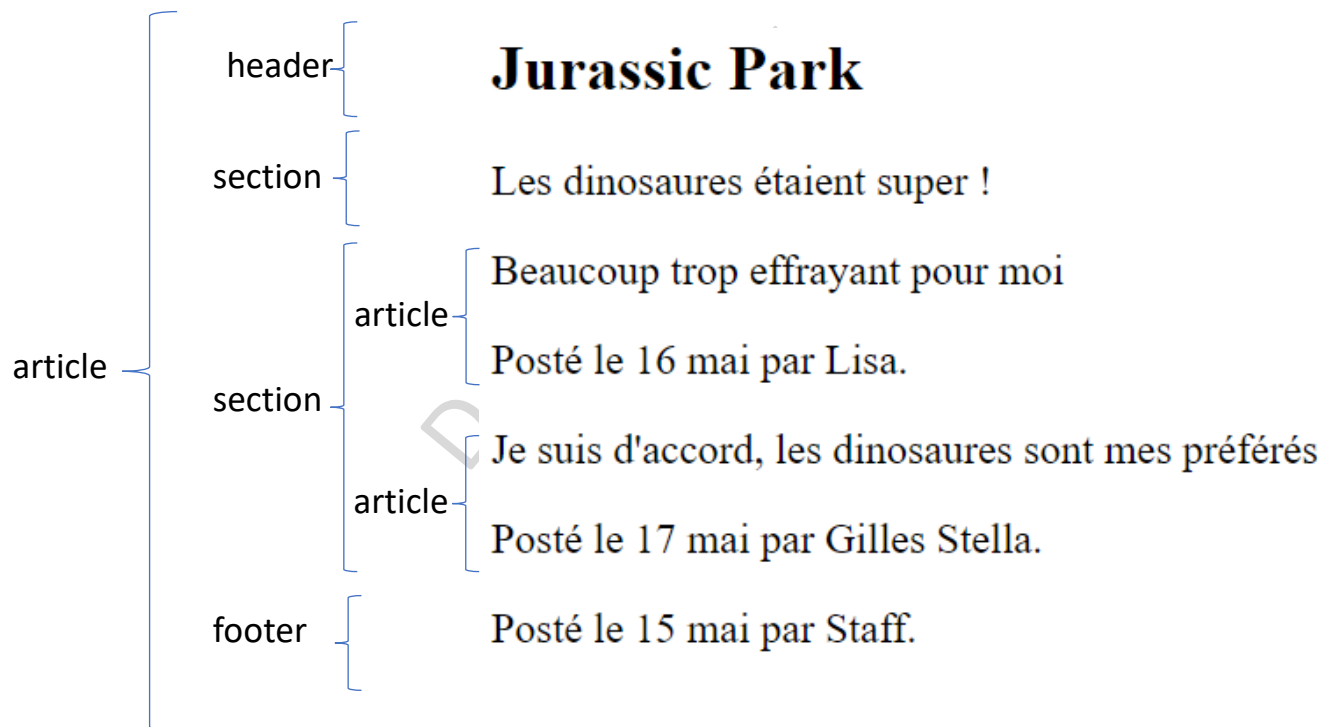 header
Jurassic Park
section
Les dinosaures étaient super !
article
section
article
Beaucoup trop effrayant pour moi
Posté le 16 mai par Lisa.
article
Je suis d'accord, les dinosaures sont mes préférés
Posté le 17 mai par Gilles Stella.
footer
Posté le 15 mai par Staff.